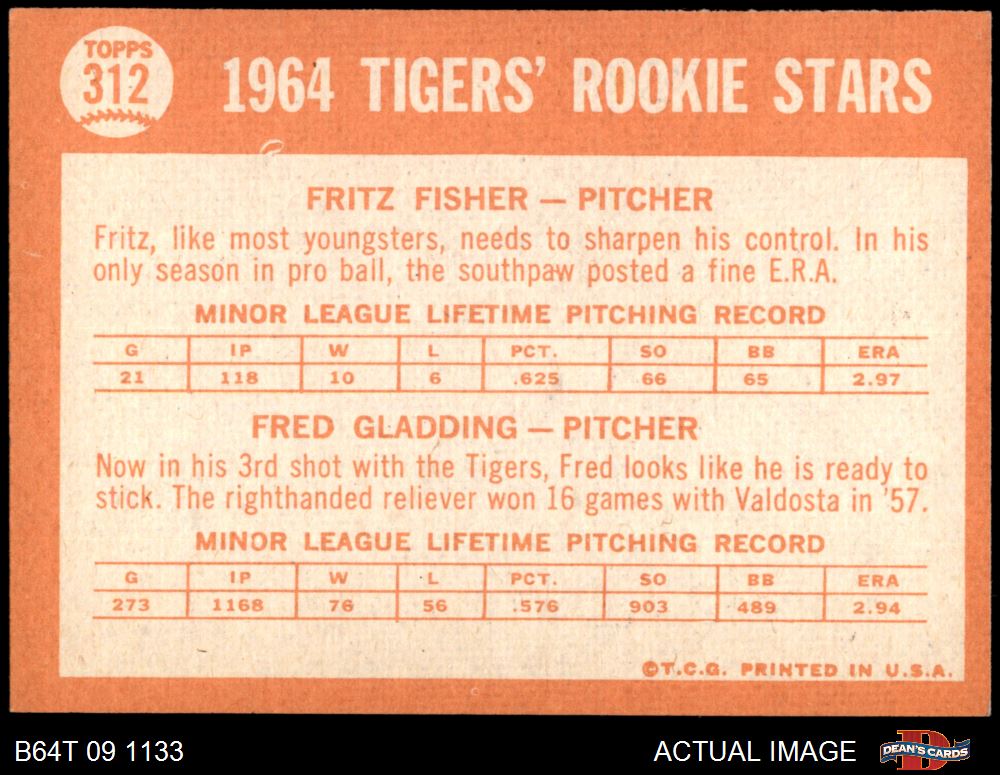 TOPPS
312
1964 TIGERS' ROOKIE STARS
FRITZ FISHER — PITCHER
Fritz, like most youngsters, needs to sharpen his control. In his
only season in pro ball, the southpaw posted a fine E.R.A.
MINOR LEAGUE LIFETIME PITCHING RECORD
G IP W L PCT. SO BB ERA
21 118 10 6 .625 66 65 2.97
FRED GLADDING — PITCHER
Now in his 3rd shot with the Tigers, Fred looks like he is ready to
stick. The righthanded reliever won 16 games with Valdosta in '57.
MINOR LEAGUE LIFETIME PITCHING RECORD
G IP W L PCT. SO BB ERA
273 1168 76 56 .576 903 489 2.94
©T.C.G. PRINTED IN U.S.A.
B64T 09 1133
ACTUAL IMAGE
DEAN'S CARDS